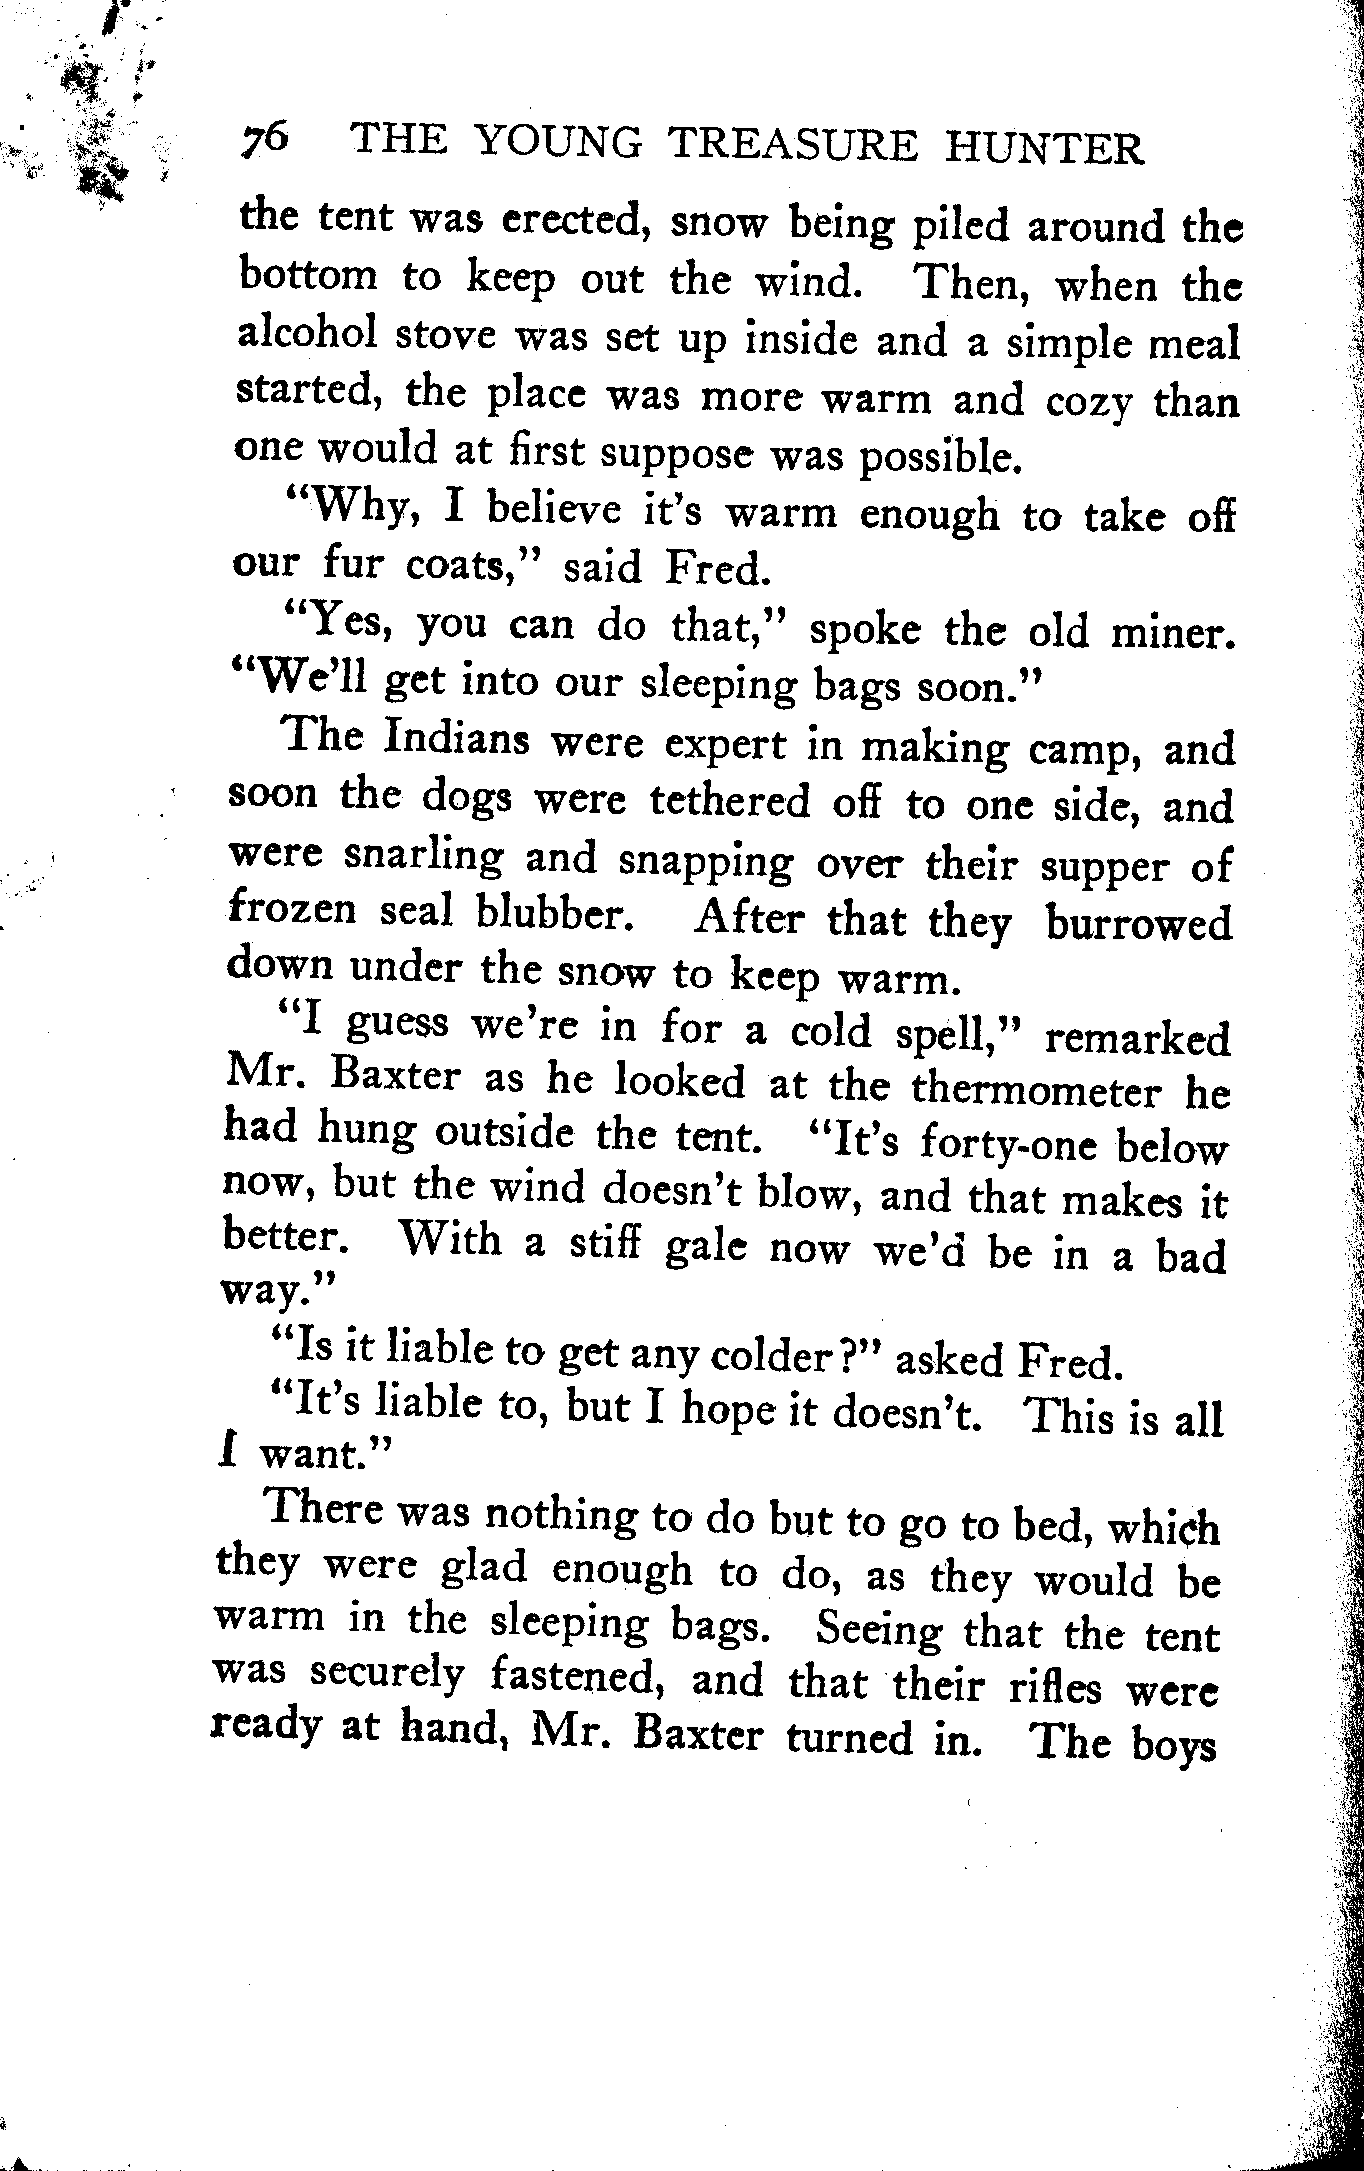 76 THE YOUNG TREASURE HUNTER
the tent was erected, snow being piled around the
bottom to keep out the wind. Then, when the
alcohol stove was set up inside and a simple meal
started, the place was more warm and cozy than
one would at first suppose was possible.
"Why, I believe it's warm enough to take off
our fur coats," said Fred.
"Yes, you can do that," spoke the old miner.
"We'll get into our sleeping bags soon."
The Indians were expert in making camp, and
soon the dogs were tethered off to one side, and
were snarling and snapping over their supper of
frozen seal blubber. After that they burrowed
down under the snow to keep warm.
"I guess we're in for a cold spell," remarked
Mr. Baxter as he looked at the thermometer he
had hung outside the tent. "It's forty-one below
now, but the wind doesn't blow, and that makes it
better. With a stiff gale now we'd be in a bad
way."
"Is it liable to get any colder?" asked Fred.
"It's liable to, but I hope it doesn't. This is all
I want."
There was nothing to do but to go to bed, which
they were glad enough to do, as they would be
warm in the sleeping bags. Seeing that the tent
was securely fastened, and that their rifles were
ready at hand, Mr. Baxter turned in. The boys